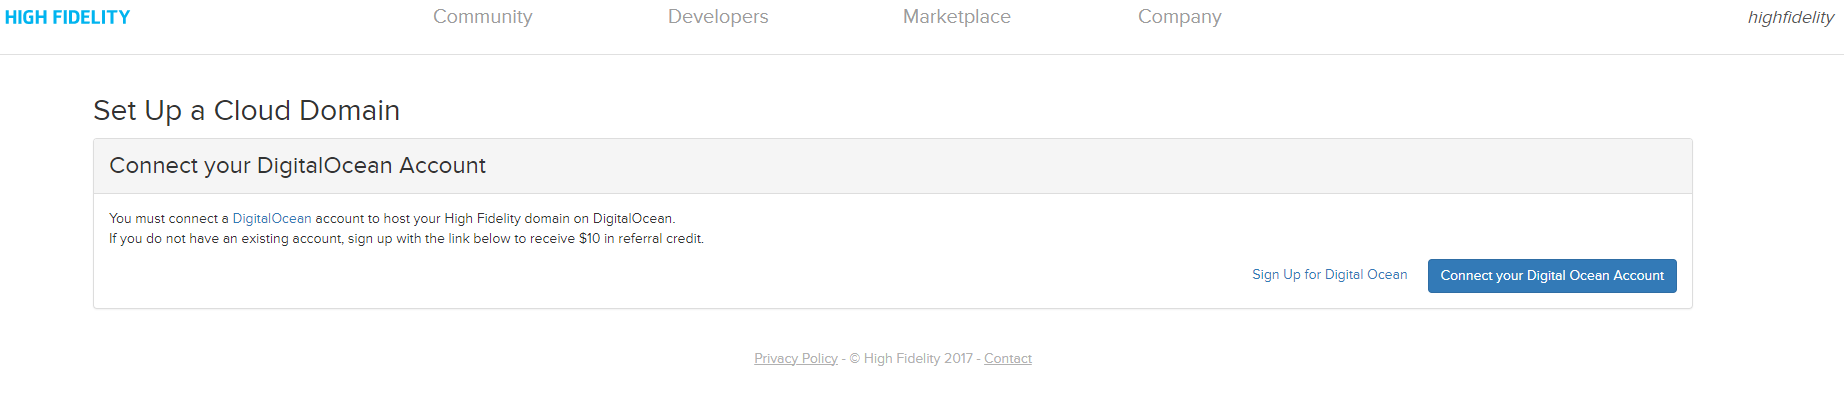 HIGH FIDELITY Community Developers Marketplace Company highfidelity
Set Up a Cloud Domain
Connect your DigitalOcean Account
You must connect a DigitalOcean account to host your High Fidelity domain on DigitalOcean.
If you do not have an existing account, sign up with the link below to receive $10 in referral credit.
Sign Up for Digital Ocean Connect your Digital Ocean Account
Privacy Policy - © High Fidelity 2017 - Contact